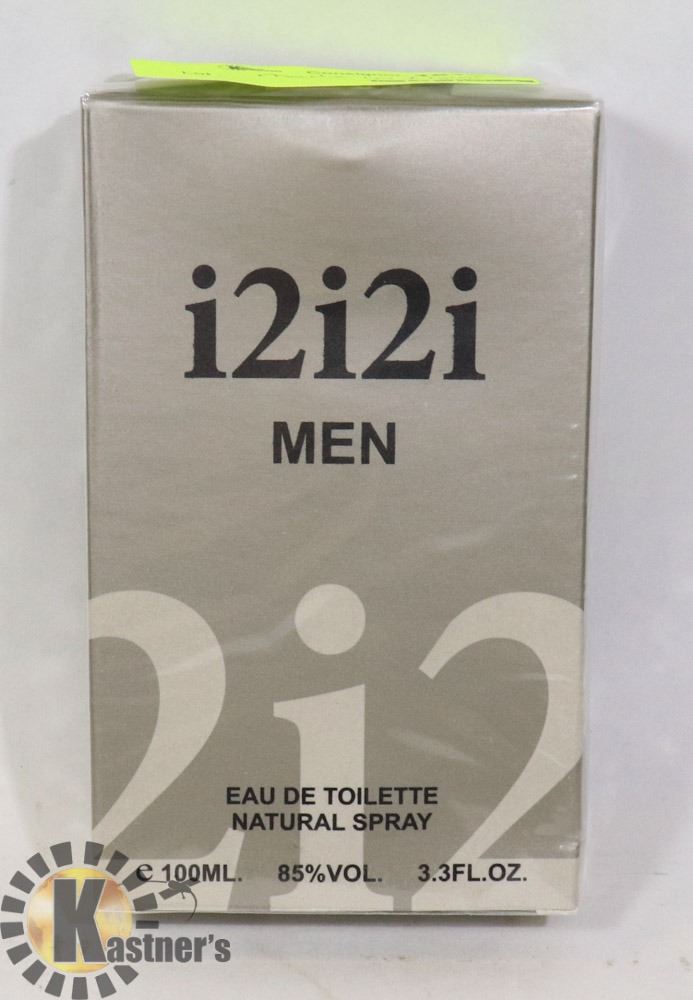 i2i2i
MEN
2i2
EAU DE TOILETTE
NATURAL SPRAY
e 100ML. 85%VOL. 3.3FL.OZ.
Kastner's